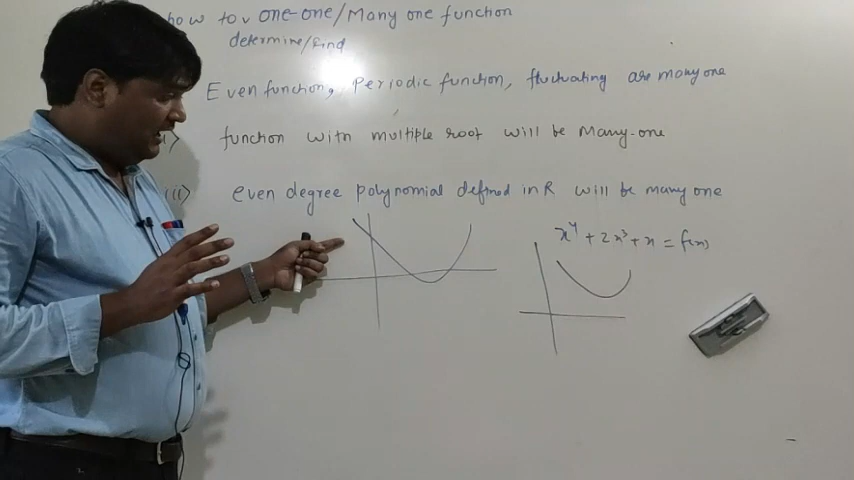 how to one-one/Many one function
determine/find
Even function, Periodic function, fluctuating are many one
i> function with multiple root will be Many-one
(ii) even degree polynomial defined in R will be many one
x⁴ + 2x³ + x = f(x)